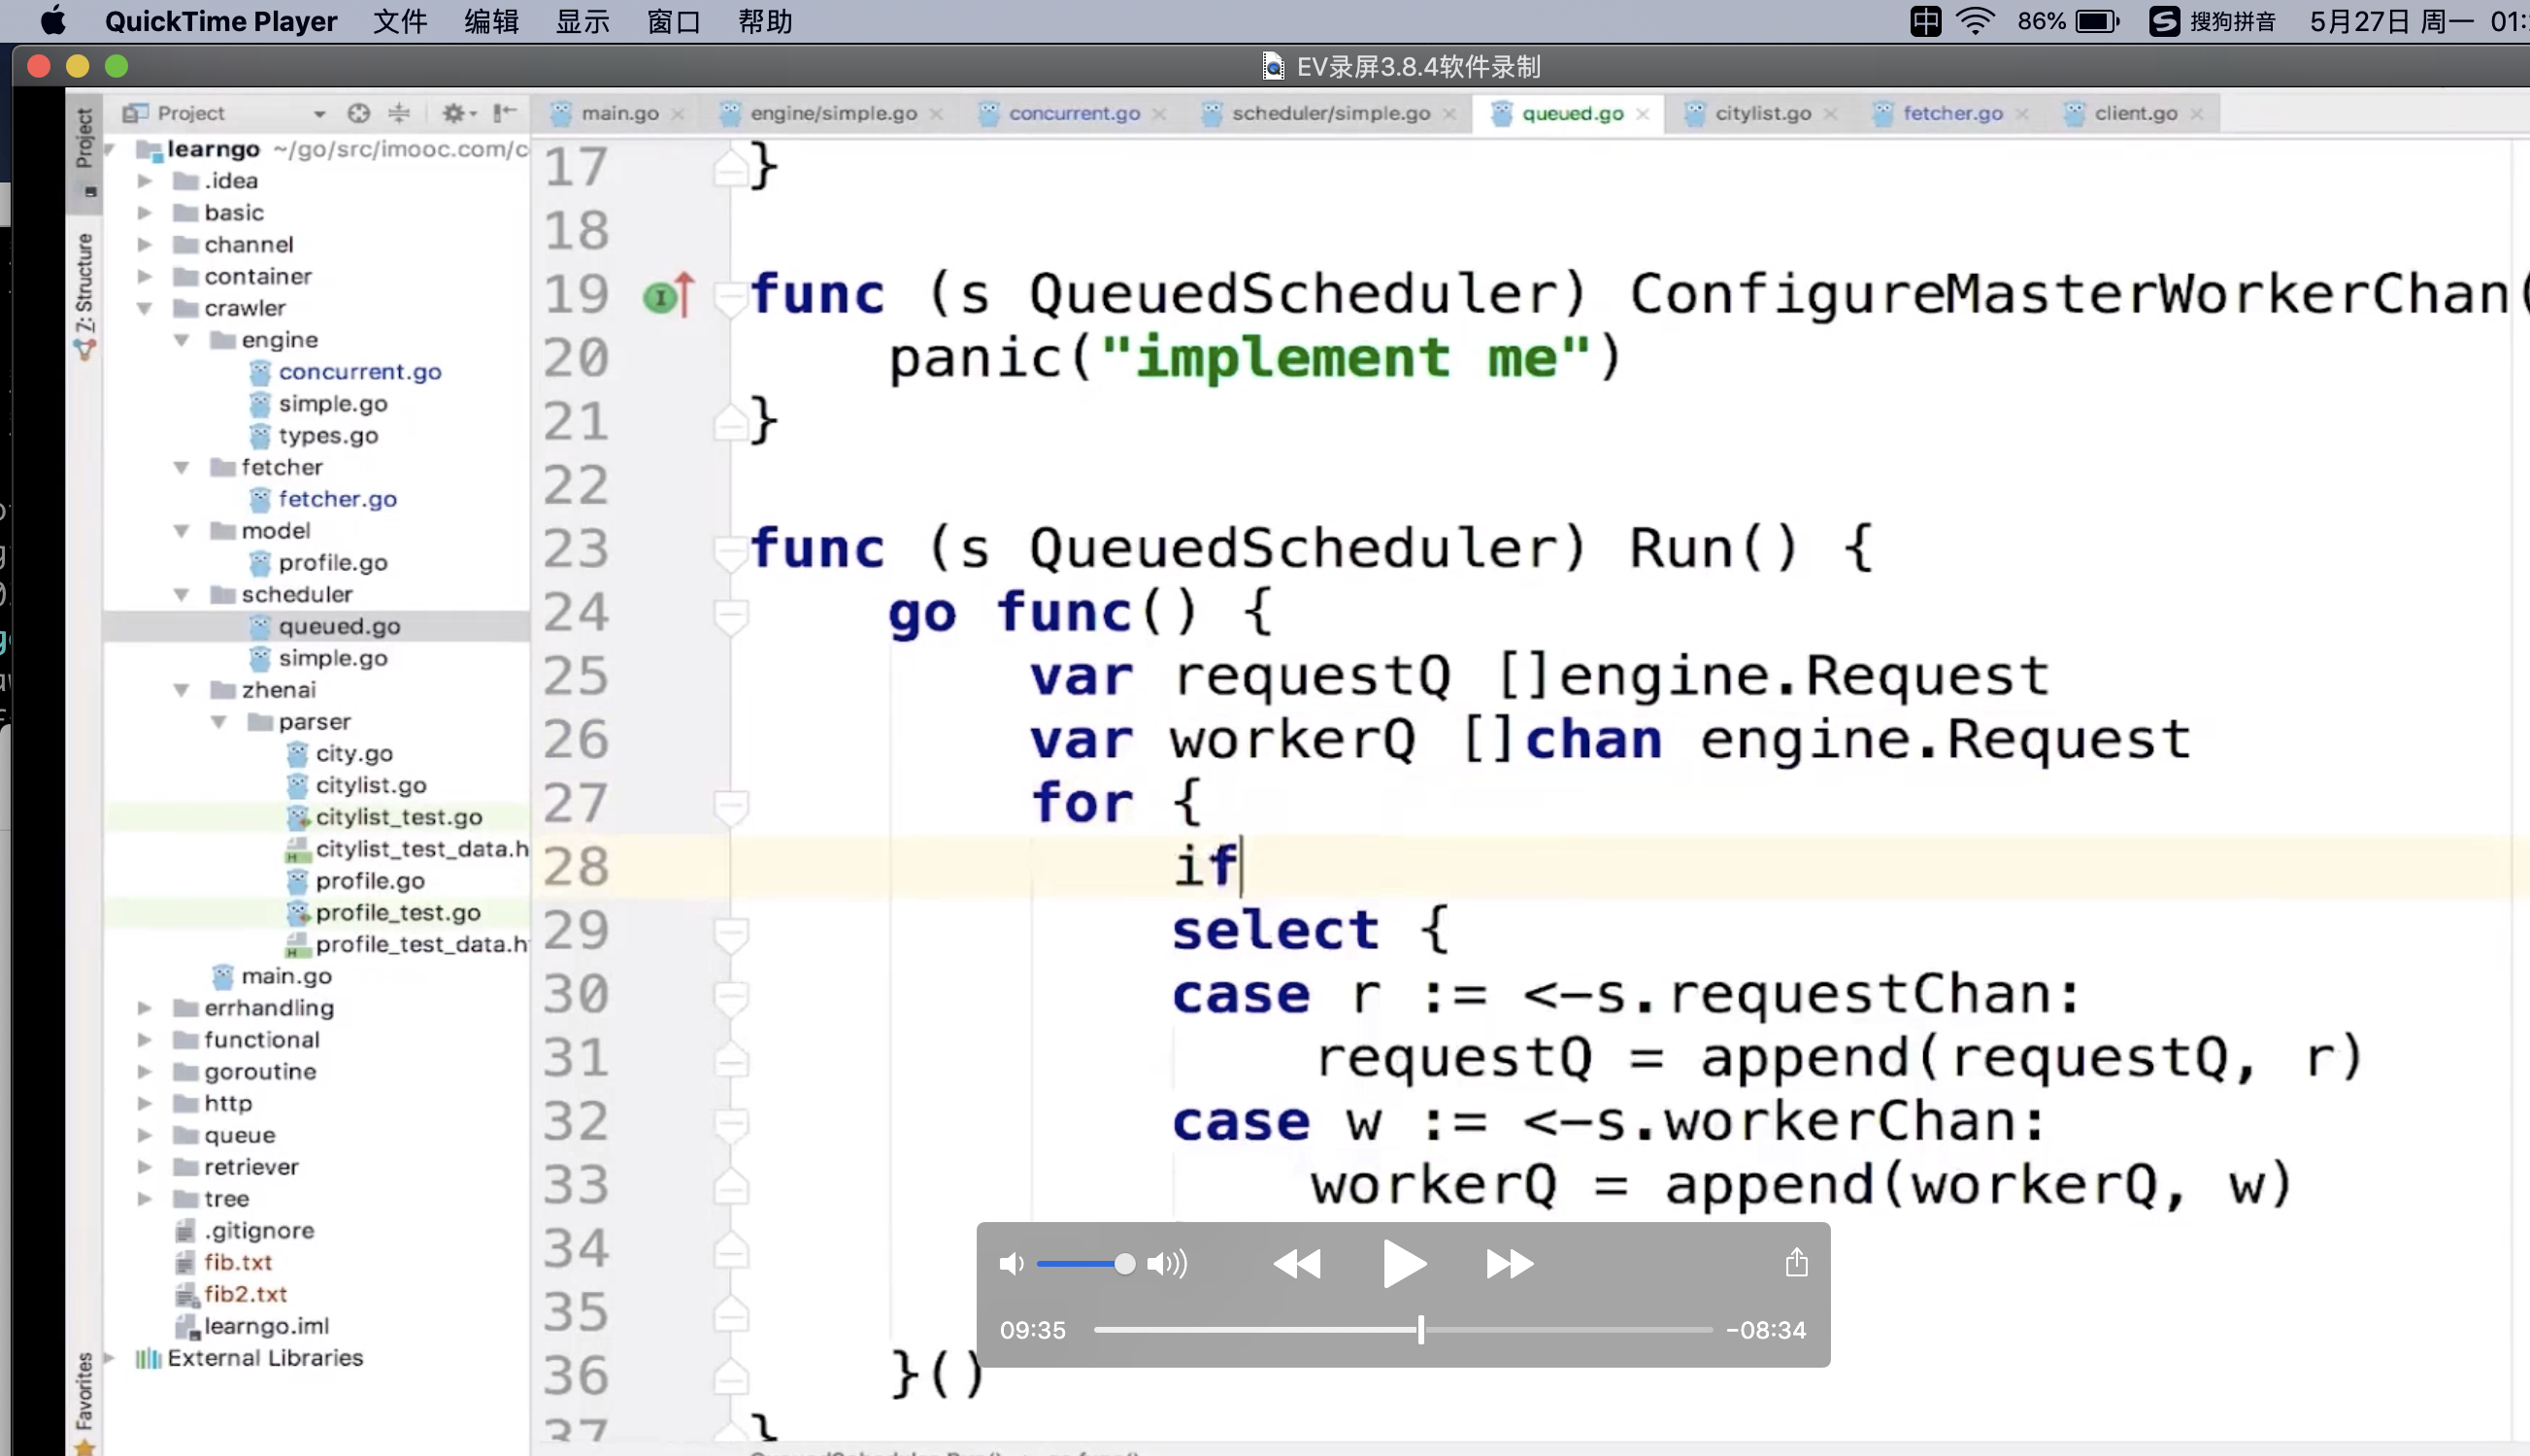 QuickTime Player 文件 编辑 显示 窗口 帮助 中 86% 搜狗拼音 5月27日 周一 01:
EV录屏3.8.4软件录制
Project
Z: Structure
Favorites
Project
main.go engine/simple.go concurrent.go scheduler/simple.go queued.go citylist.go fetcher.go client.go
learngo ~/go/src/imooc.com/c
.idea
basic
channel
container
crawler
engine
concurrent.go
simple.go
types.go
fetcher
fetcher.go
model
profile.go
scheduler
queued.go
simple.go
zhenai
parser
city.go
citylist.go
citylist_test.go
citylist_test_data.h
profile.go
profile_test.go
profile_test_data.h
main.go
errhandling
functional
goroutine
http
queue
retriever
tree
.gitignore
fib.txt
fib2.txt
learngo.iml
External Libraries
17 }
18
19 func (s QueuedScheduler) ConfigureMasterWorkerChan(
20 panic("implement me")
21 }
22
23 func (s QueuedScheduler) Run() {
24 go func() {
25 var requestQ []engine.Request
26 var workerQ []chan engine.Request
27 for {
28 if
29 select {
30 case r := <-s.requestChan:
31 requestQ = append(requestQ, r)
32 case w := <-s.workerChan:
33 workerQ = append(workerQ, w)
34
35
36 }()
37 }
09:35 -08:34